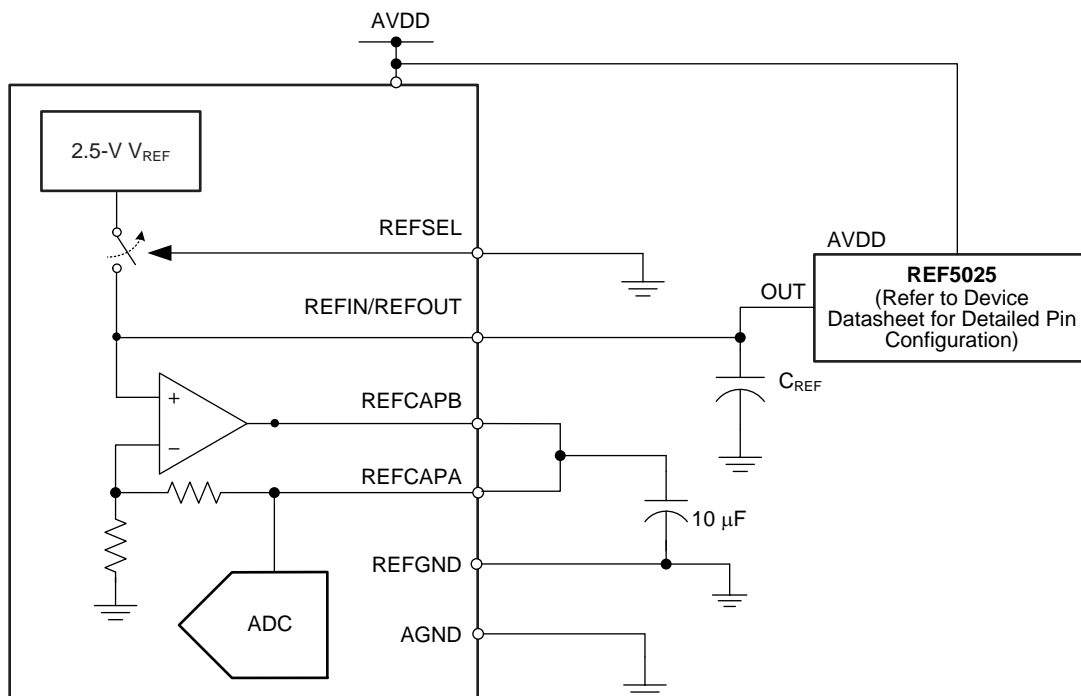 AVDD
2.5-V VREF
REFSEL
AVDD
REF5025
(Refer to Device
Datasheet for Detailed Pin
Configuration)
OUT
REFIN/REFOUT
CREF
+
REFCAPB
−
REFCAPA
10 μF
REFGND
ADC
AGND